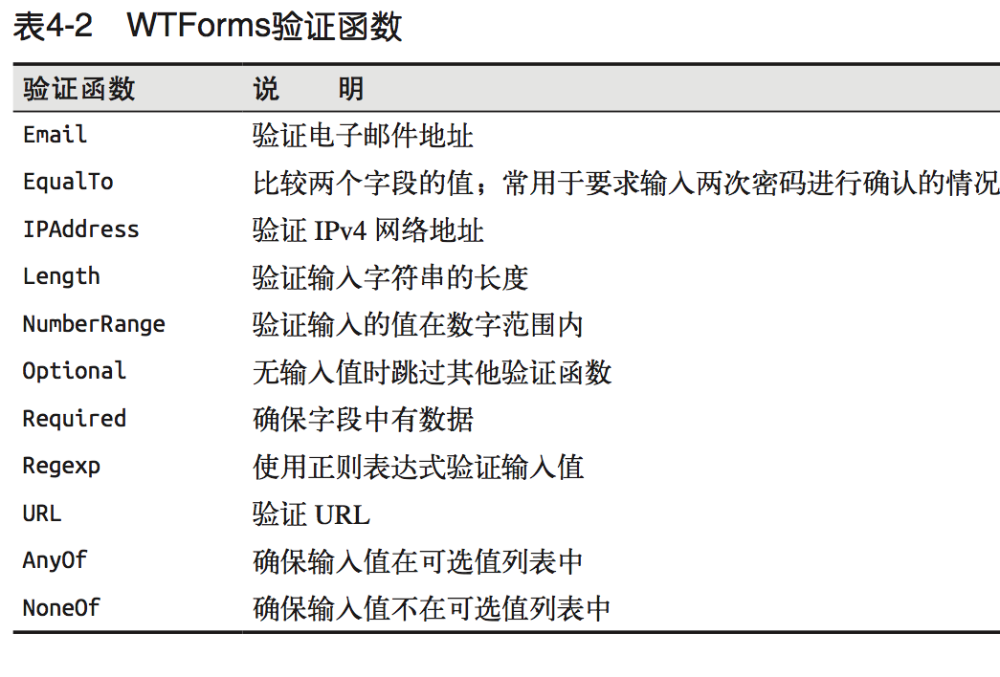 表4-2 WTForms验证函数
验证函数 说 明
Email 验证电子邮件地址
EqualTo 比较两个字段的值；常用于要求输入两次密码进行确认的情况
IPAddress 验证 IPv4 网络地址
Length 验证输入字符串的长度
NumberRange 验证输入的值在数字范围内
Optional 无输入值时跳过其他验证函数
Required 确保字段中有数据
Regexp 使用正则表达式验证输入值
URL 验证 URL
AnyOf 确保输入值在可选值列表中
NoneOf 确保输入值不在可选值列表中